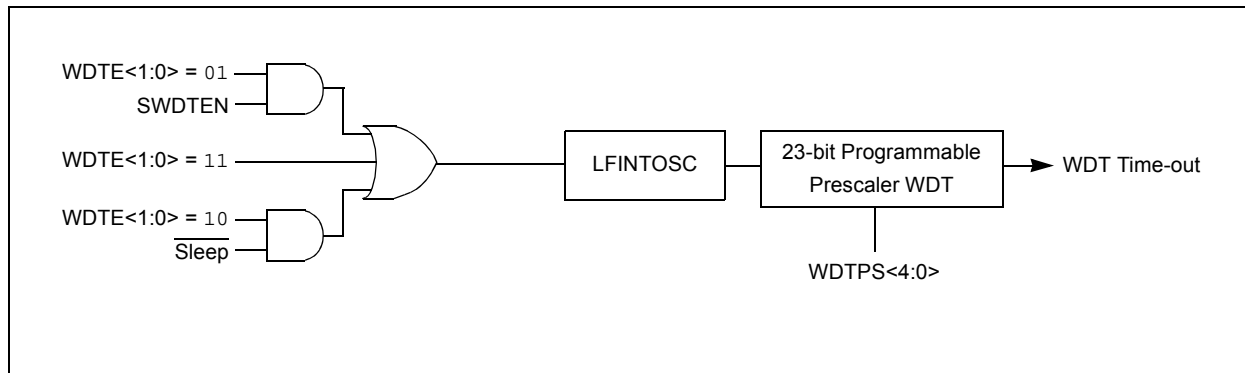 WDTE<1:0> = 01
SWDTEN
WDTE<1:0> = 11
WDTE<1:0> = 10
Sleep
LFINTOSC
23-bit Programmable
Prescaler WDT
WDT Time-out
WDTPS<4:0>